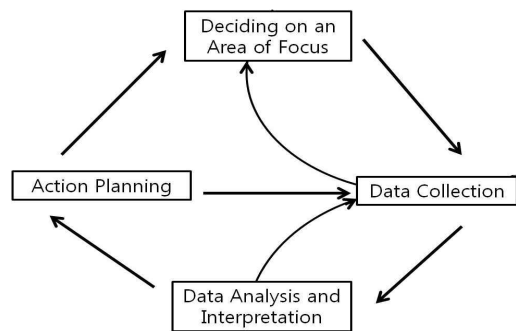 Deciding on an
Area of Focus
Action Planning
Data Collection
Data Analysis and
Interpretation